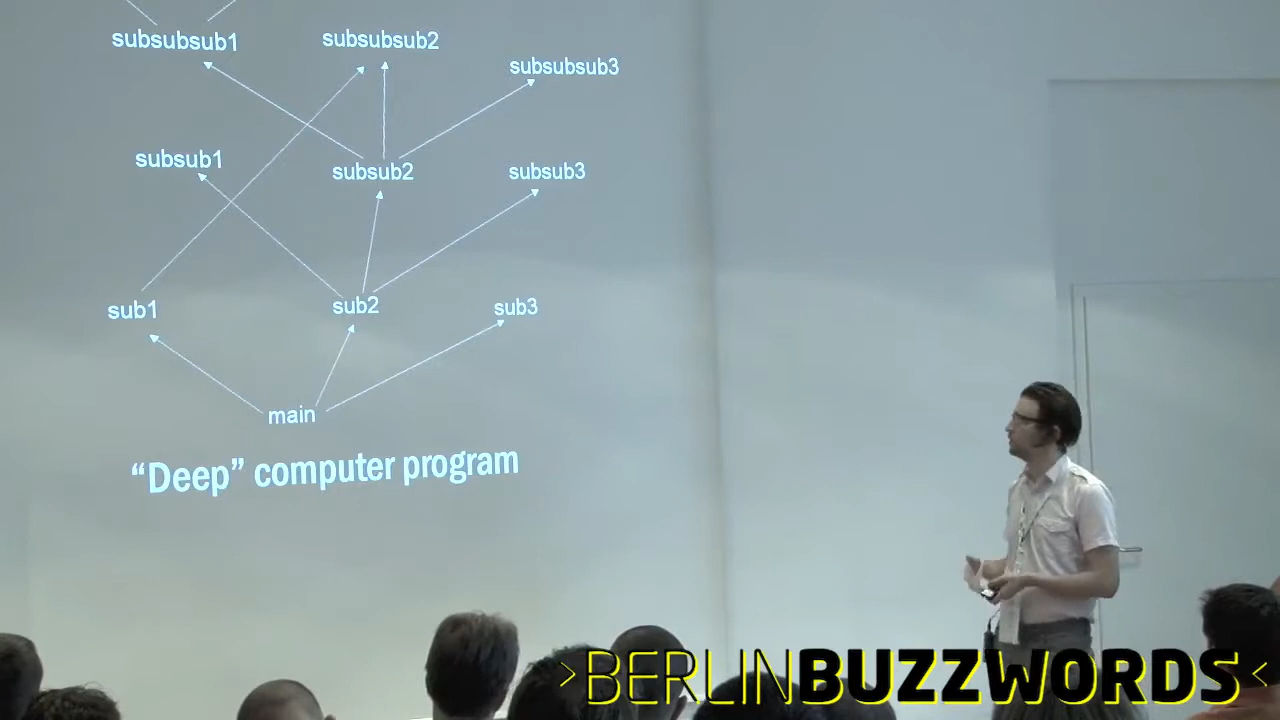 subsubsub1 subsubsub2
subsubsub3
subsub1 subsub2 subsub3
sub1 sub2 sub3
main
“Deep” computer program
>BERLINBUZZWORDS<